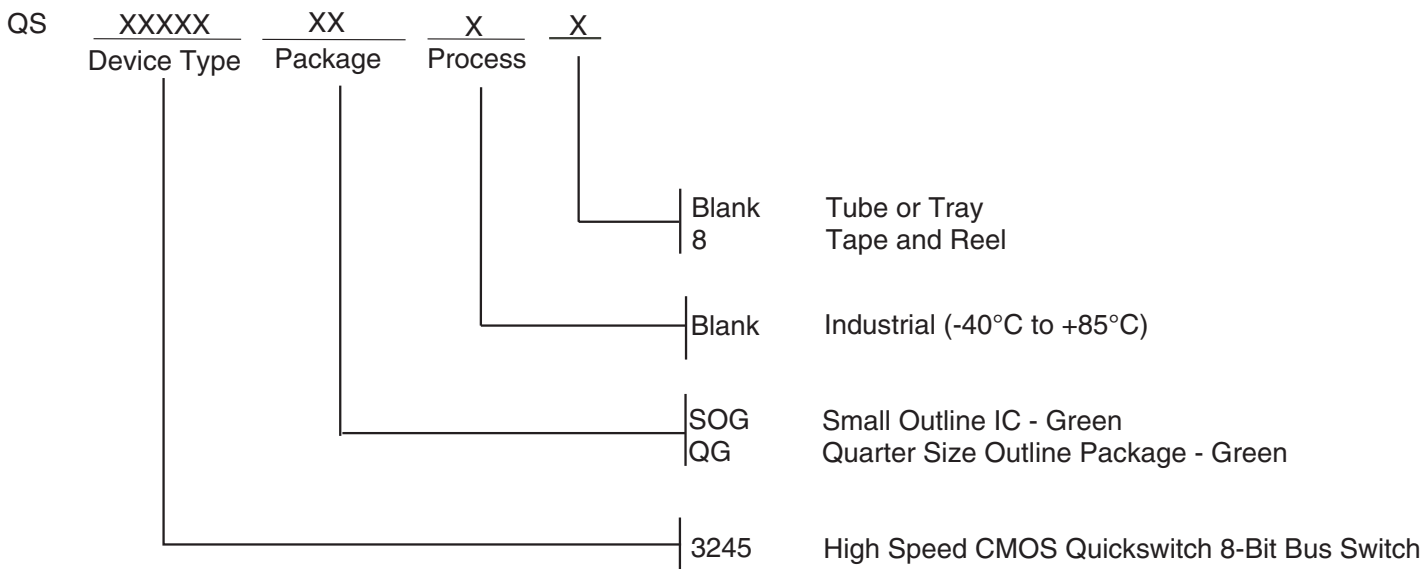 QS XXXXX XX X X
Device Type Package Process
Blank Tube or Tray
8 Tape and Reel
Blank Industrial (-40°C to +85°C)
SOG Small Outline IC - Green
QG Quarter Size Outline Package - Green
3245 High Speed CMOS Quickswitch 8-Bit Bus Switch